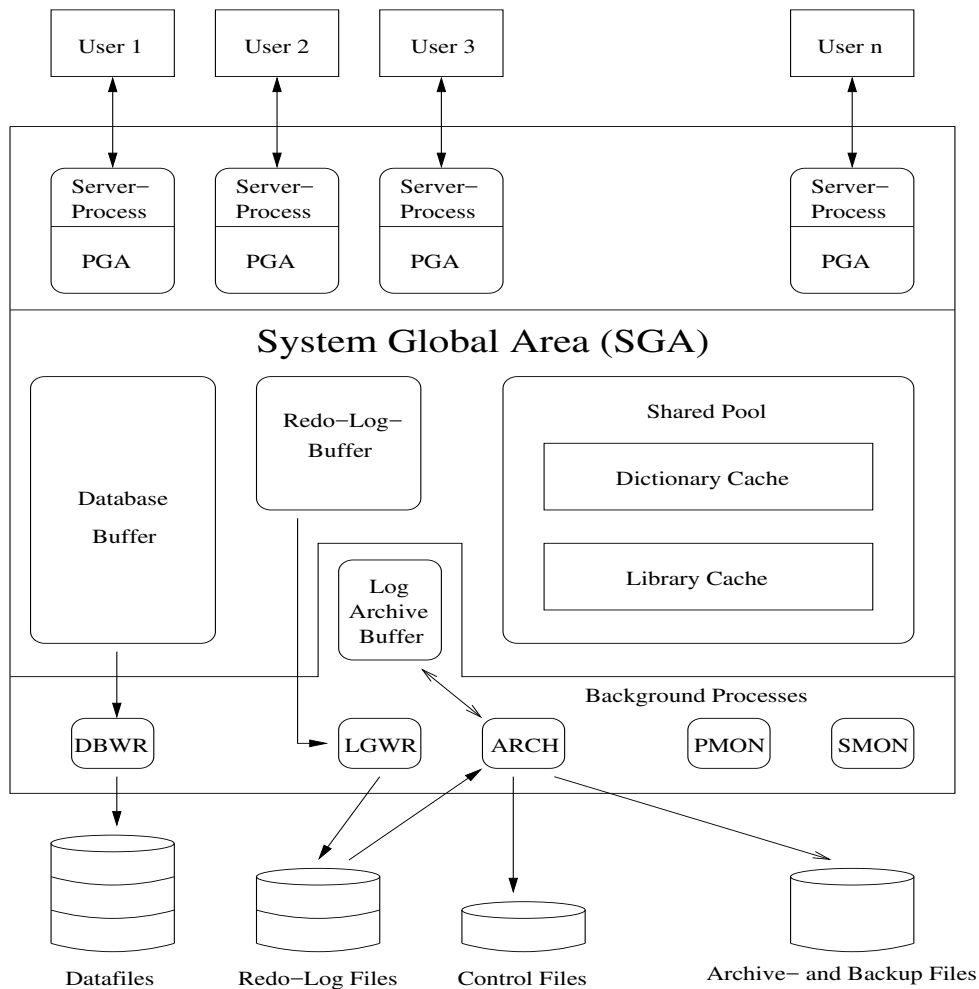 User 1
User 2
User 3
User n
Server−
Process
PGA
Server−
Process
PGA
Server−
Process
PGA
Server−
Process
PGA
System Global Area (SGA)
Database
Buffer
Redo−Log−
Buffer
Shared Pool
Dictionary Cache
Library Cache
Log
Archive
Buffer
Background Processes
DBWR
LGWR
ARCH
PMON
SMON
Datafiles
Redo−Log Files
Control Files
Archive− and Backup Files